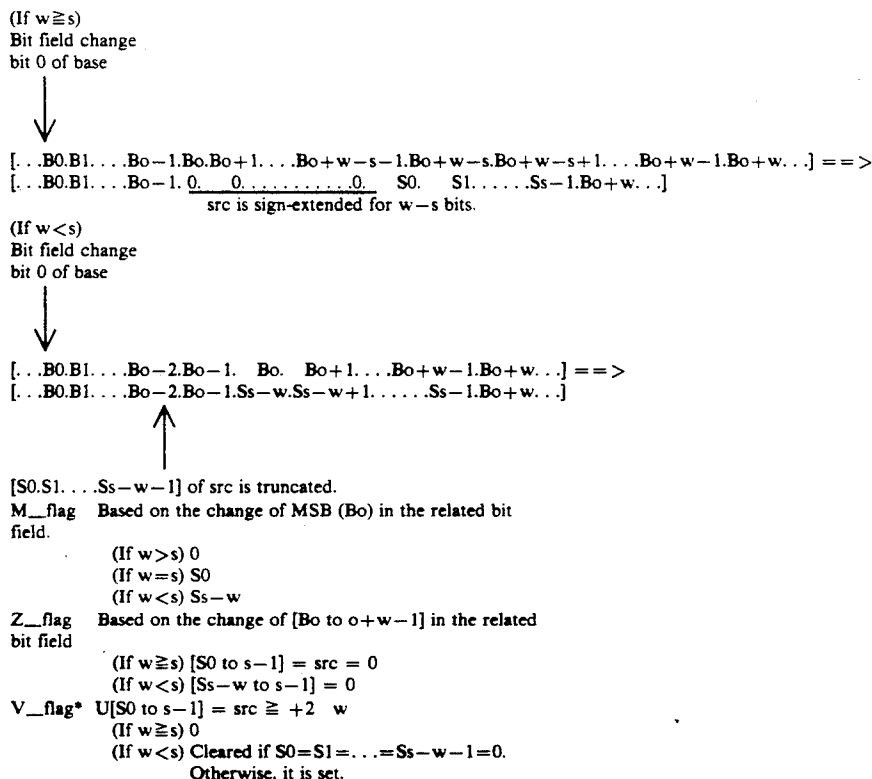 (If w≧s)
Bit field change
bit 0 of base
[. . .B0.B1. . . .Bo−1.Bo.Bo+1. . . .Bo+w−s−1.Bo+w−s.Bo+w−s+1. . . .Bo+w−1.Bo+w. . .] ==>
[. . .B0.B1. . . .Bo−1. 0. 0. . . . . . . . . . . .0. S0. S1. . . . . .Ss−1.Bo+w. . .]
src is sign-extended for w−s bits.
(If w<s)
Bit field change
bit 0 of base
[. . .B0.B1. . . .Bo−2.Bo−1. Bo. Bo+1. . . .Bo+w−1.Bo+w. . .] ==>
[. . .B0.B1. . . .Bo−2.Bo−1.Ss−w.Ss−w+1. . . . . .Ss−1.Bo+w. . .]
[S0.S1. . . .Ss−w−1] of src is truncated.
M__flag Based on the change of MSB (Bo) in the related bit
field.
(If w>s) 0
(If w=s) S0
(If w<s) Ss−w
Z__flag Based on the change of [Bo to o+w−1] in the related
bit field
(If w≧s) [S0 to s−1] = src = 0
(If w<s) [Ss−w to s−1] = 0
V__flag* U[S0 to s−1] = src ≧ +2 w
(If w≧s) 0
(If w<s) Cleared if S0=S1=. . .=Ss−w−1=0.
Otherwise, it is set.